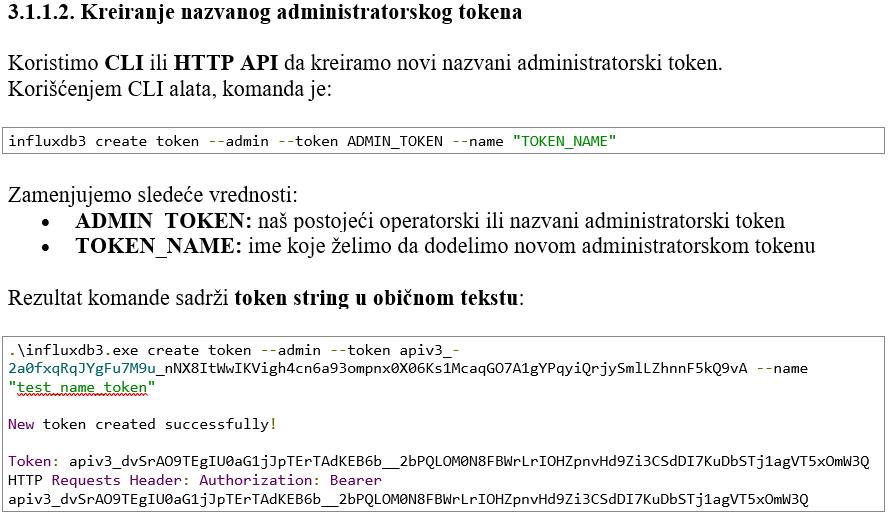 3.1.1.2. Kreiranje nazvanog administratorskog tokena
Koristimo CLI ili HTTP API da kreiramo novi nazvani administratorski token.
Korišćenjem CLI alata, komanda je:
influxdb3 create token --admin --token ADMIN_TOKEN --name "TOKEN_NAME"
Zamenjujemo sledeće vrednosti:
• ADMIN_TOKEN: naš postojeći operatorski ili nazvani administratorski token
• TOKEN_NAME: ime koje želimo da dodelimo novom administratorskom tokenu
Rezultat komande sadrži token string u običnom tekstu:
.\influxdb3.exe create token --admin --token apiv3_-
2a0fxqRqJYgFu7M9u_nNX8ItWwIKVigh4cn6a93ompnx0X06Ks1McaqGO7A1gYPqyiQrjySmlLZhnnF5kQ9vA --name
"test_name_token"
New token created successfully!
Token: apiv3_dvSrAO9TEgIU0aG1jJpTErTAdKEB6b__2bPQLOM0N8FBWrLrIOHZpnvHd9Zi3CSdDI7KuDbSTj1agVT5xOmW3Q
HTTP Requests Header: Authorization: Bearer
apiv3_dvSrAO9TEgIU0aG1jJpTErTAdKEB6b__2bPQLOM0N8FBWrLrIOHZpnvHd9Zi3CSdDI7KuDbSTj1agVT5xOmW3Q